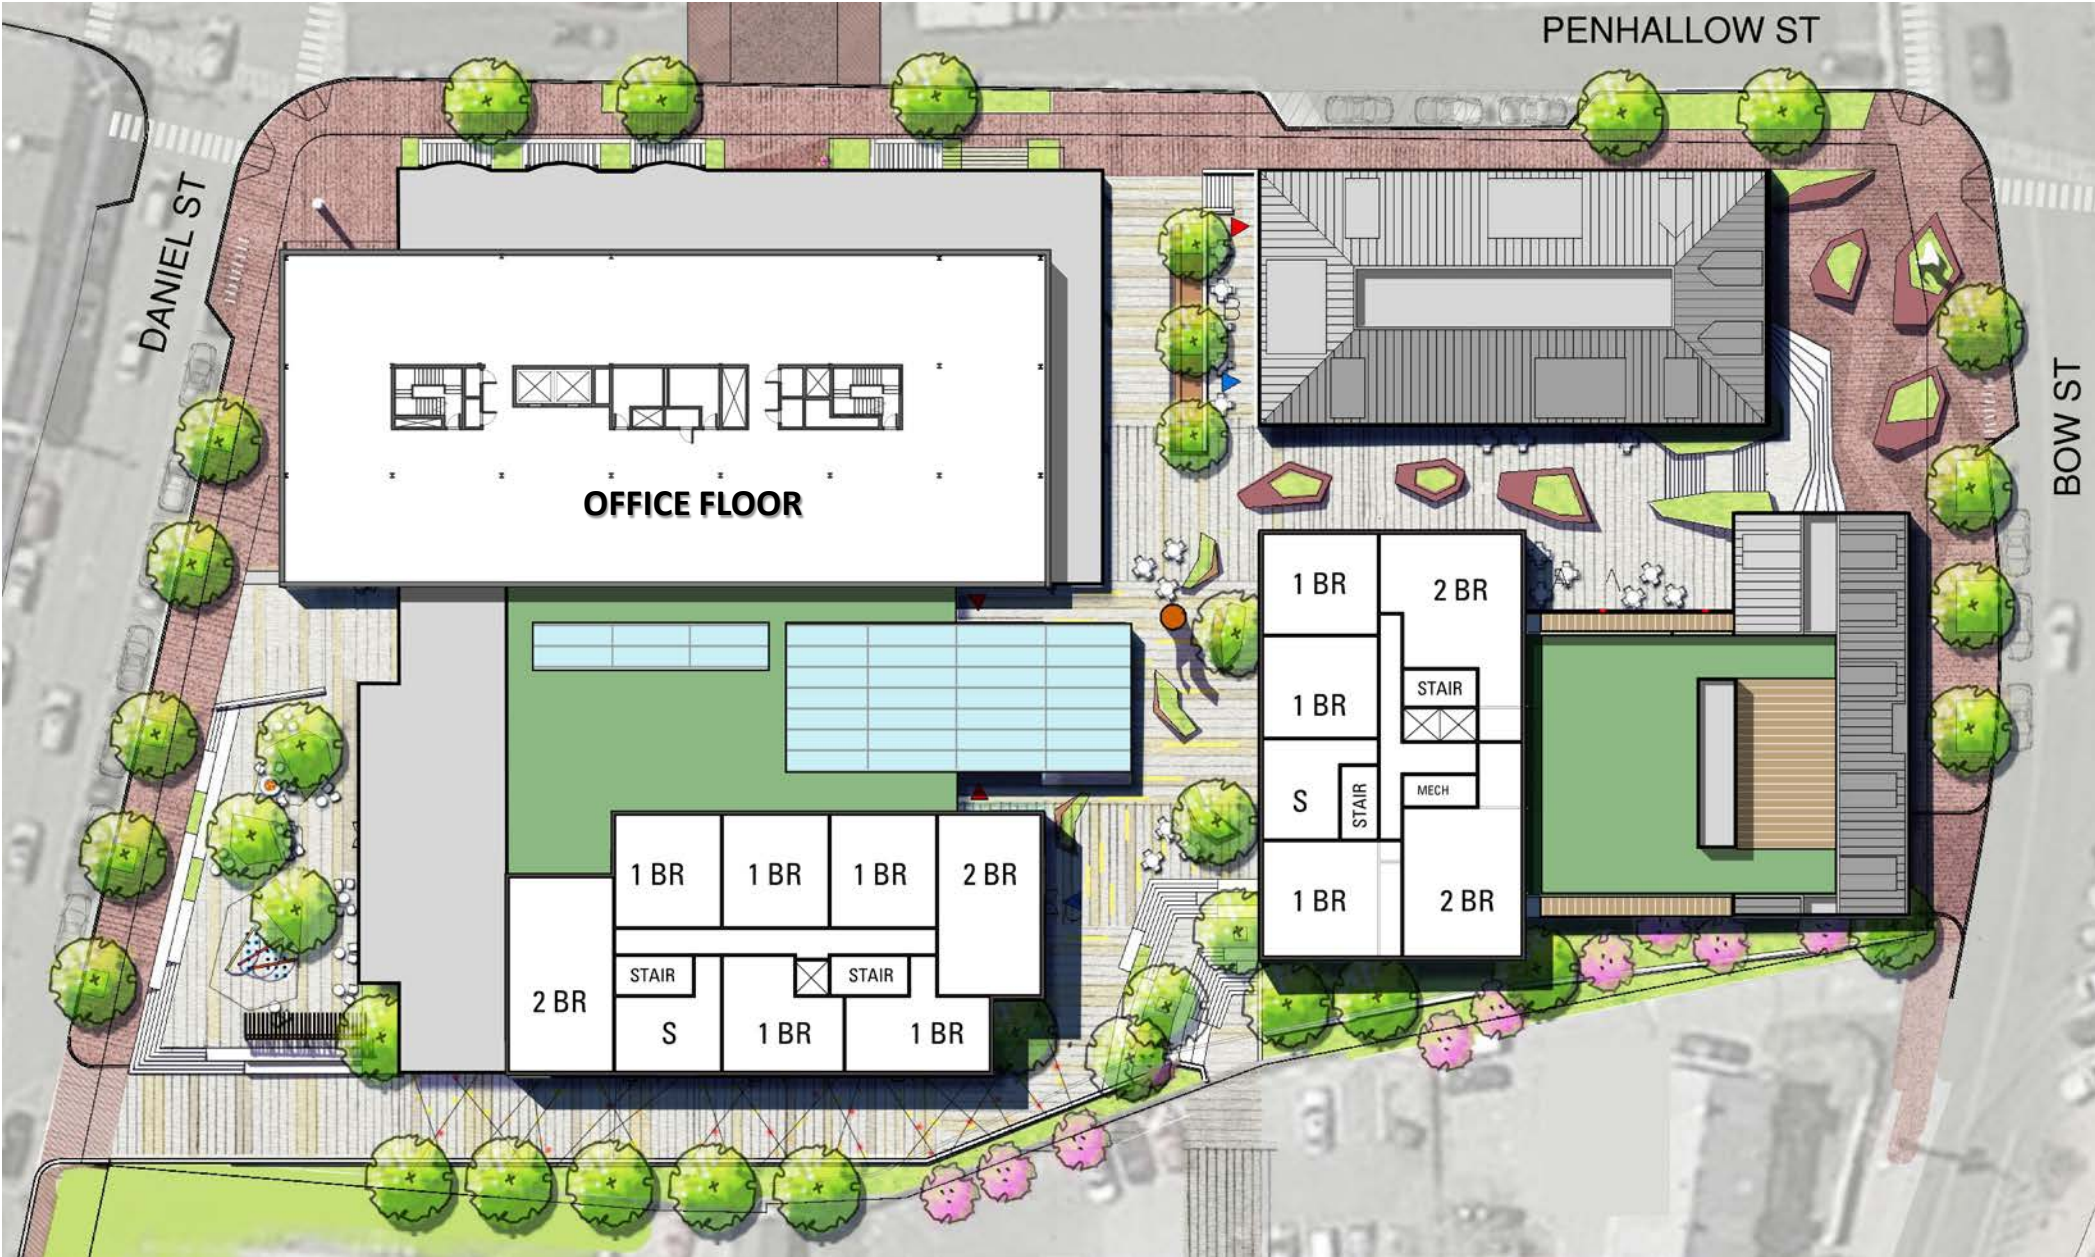 PENHALLOW ST
DANIEL ST
BOW ST
OFFICE FLOOR
1 BR
2 BR
1 BR
STAIR
S
STAIR
MECH
1 BR
2 BR
1 BR
1 BR
1 BR
2 BR
2 BR
STAIR
STAIR
S
1 BR
1 BR